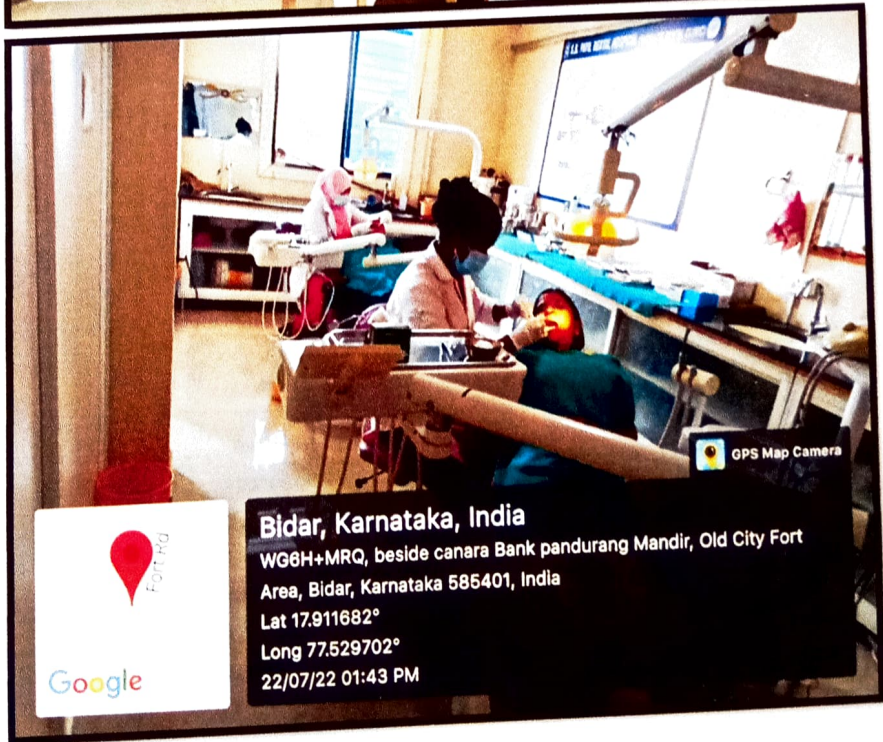 DENTAL
GPS Map Camera
Fort Rd
Google
Bidar, Karnataka, India
WG6H+MRQ, beside canara Bank pandurang Mandir, Old City Fort
Area, Bidar, Karnataka 585401, India
Lat 17.911682°
Long 77.529702°
22/07/22 01:43 PM